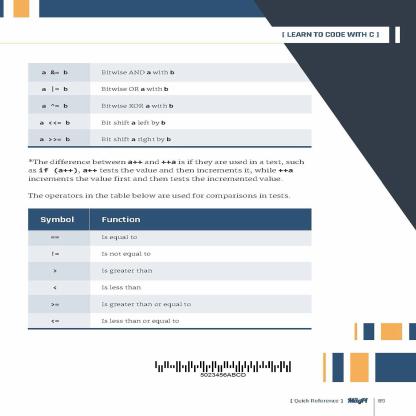 [ LEARN TO CODE WITH C ]
a &= b Bitwise AND a with b
a |= b Bitwise OR a with b
a ^= b Bitwise XOR a with b
a <<= b Bit shift a left by b
a >>= b Bit shift a right by b
*The difference between a++ and ++a is if they are used in a test, such
as if (a++), a++ tests the value and then increments it, while ++a
increments the value first and then tests the incremented value.
The operators in the table below are used for comparisons in tests.
Symbol Function
== Is equal to
!= Is not equal to
> Is greater than
< Is less than
>= Is greater than or equal to
<= Is less than or equal to
5023456ABCD
[ Quick Reference ] MagPi 89